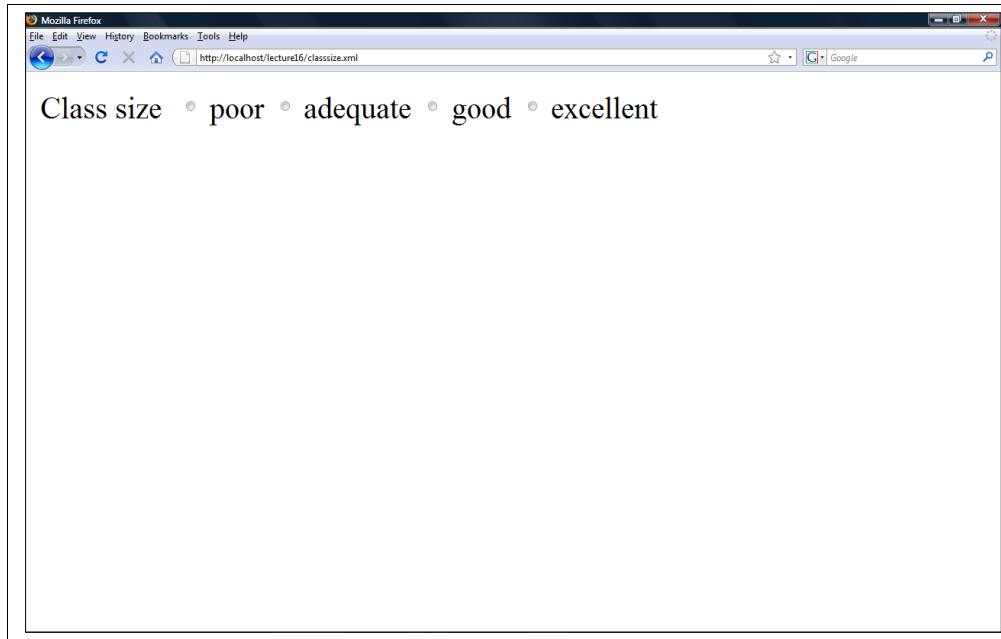 Mozilla Firefox
File Edit View History Bookmarks Tools Help
http://localhost/lecture16/classsize.xml G Google
Class size poor adequate good excellent